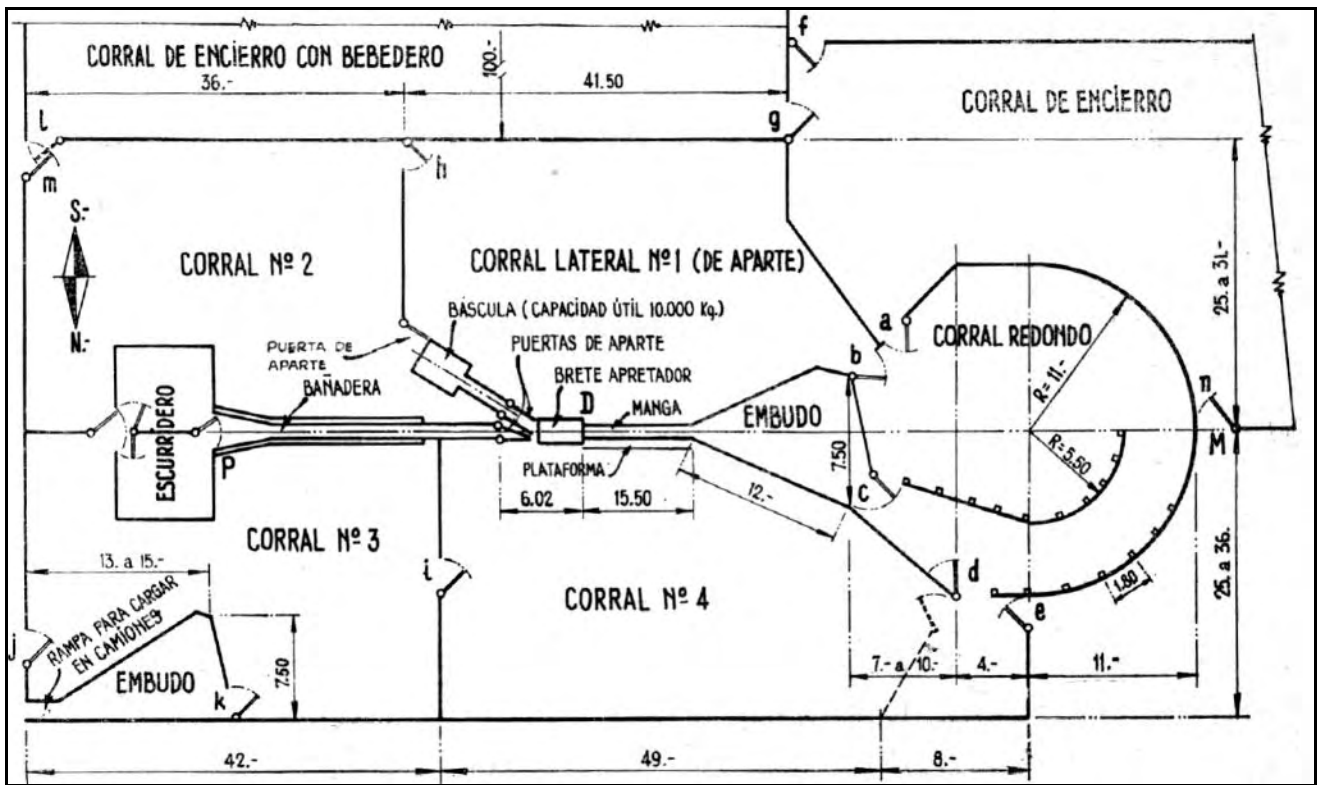 f
CORRAL DE ENCIERRO CON BEBEDERO
100.-
36.-
41.50
CORRAL DE ENCIERRO
g
l
h
m
S.-
N.-
CORRAL Nº 2
CORRAL LATERAL Nº 1 (DE APARTE)
25. a 31.-
BÁSCULA (CAPACIDAD ÚTIL 10.000 Kg.)
a
CORRAL REDONDO
PUERTA DE
APARTE
PUERTAS DE APARTE
BAÑADERA
BRETE APRETADOR
D
MANGA
b
EMBUDO
R=11.-
n
M
ESCURRIDERO
P
PLATAFORMA
7.50
R=5.50
6.02
15.50
12.-
c
CORRAL Nº 3
13. a 15.-
i
CORRAL Nº 4
d
1.80
25. a 36.
e
j
RAMPA PARA CARGAR
EN CAMIONES
EMBUDO
7.50
k
7.- a 10.-
4.-
11.-
42.-
49.-
8.-